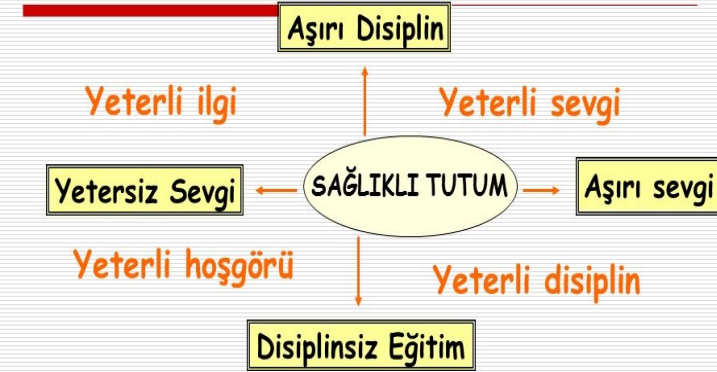 Aşırı Disiplin
Yeterli ilgi
Yeterli sevgi
Yetersiz Sevgi
SAĞLIKLI TUTUM
Aşırı sevgi
Yeterli hoşgörü
Yeterli disiplin
Disiplinsiz Eğitim